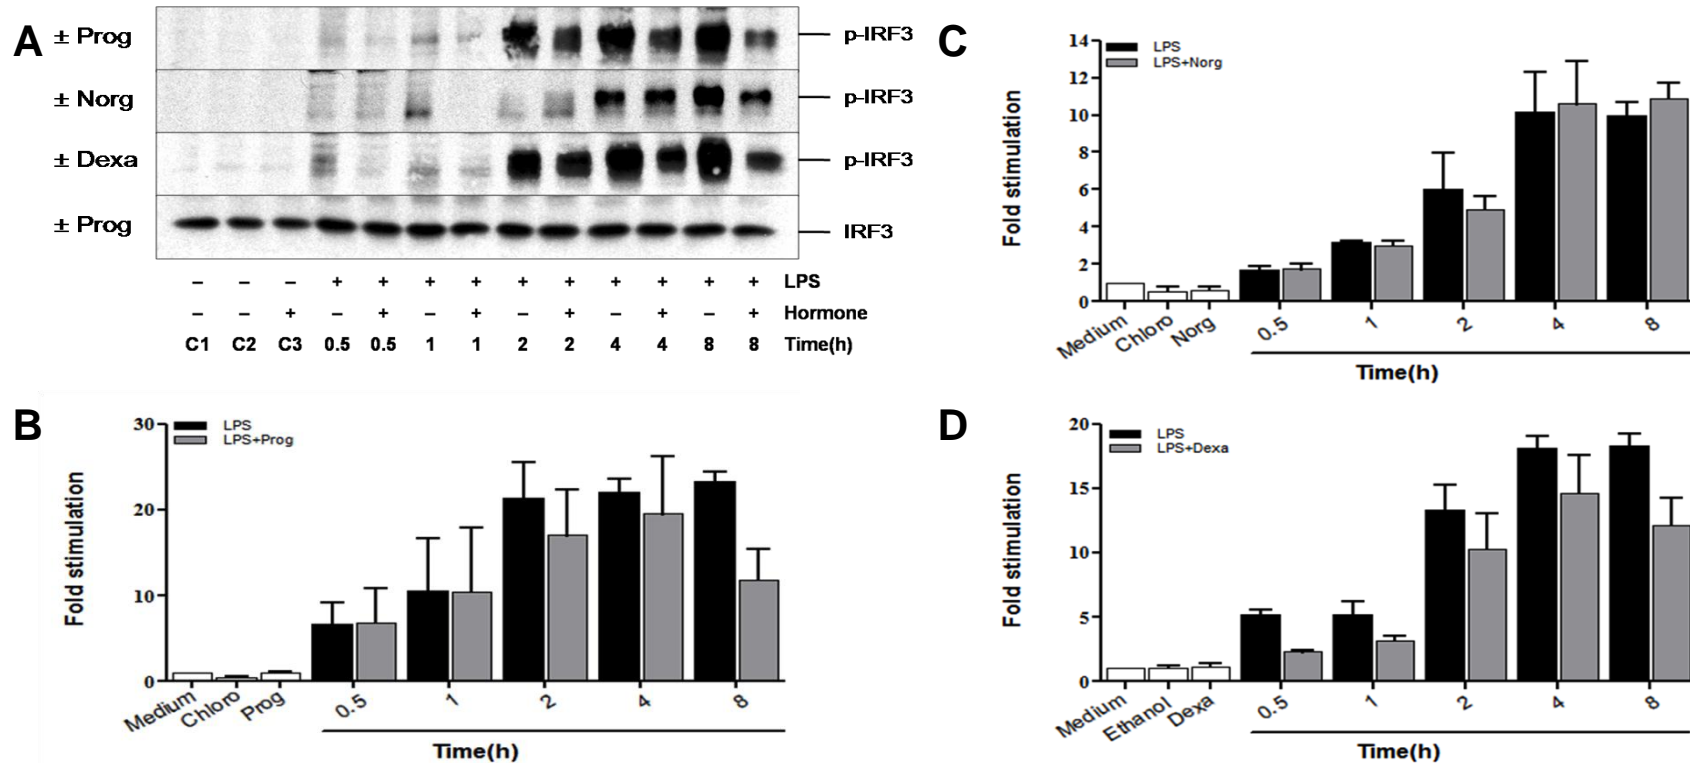 A
± Prog
p-IRF3
± Norg
p-IRF3
± Dexa
p-IRF3
± Prog
IRF3
– – – + + + + + + + + + + LPS
– – + – + – + – + – + – + Hormone
C1 C2 C3 0.5 0.5 1 1 2 2 4 4 8 8 Time(h)
B
30
20
10
0
Fold stimulation
LPS
LPS+Prog
Medium
Chloro
Prog
0.5
1
2
4
8
Time(h)
C
14
12
10
8
6
4
2
0
Fold stimulation
LPS
LPS+Norg
Medium
Chloro
Norg
0.5
1
2
4
8
Time(h)
D
20
15
10
5
0
Fold stimulation
LPS
LPS+Dexa
Medium
Ethanol
Dexa
0.5
1
2
4
8
Time(h)